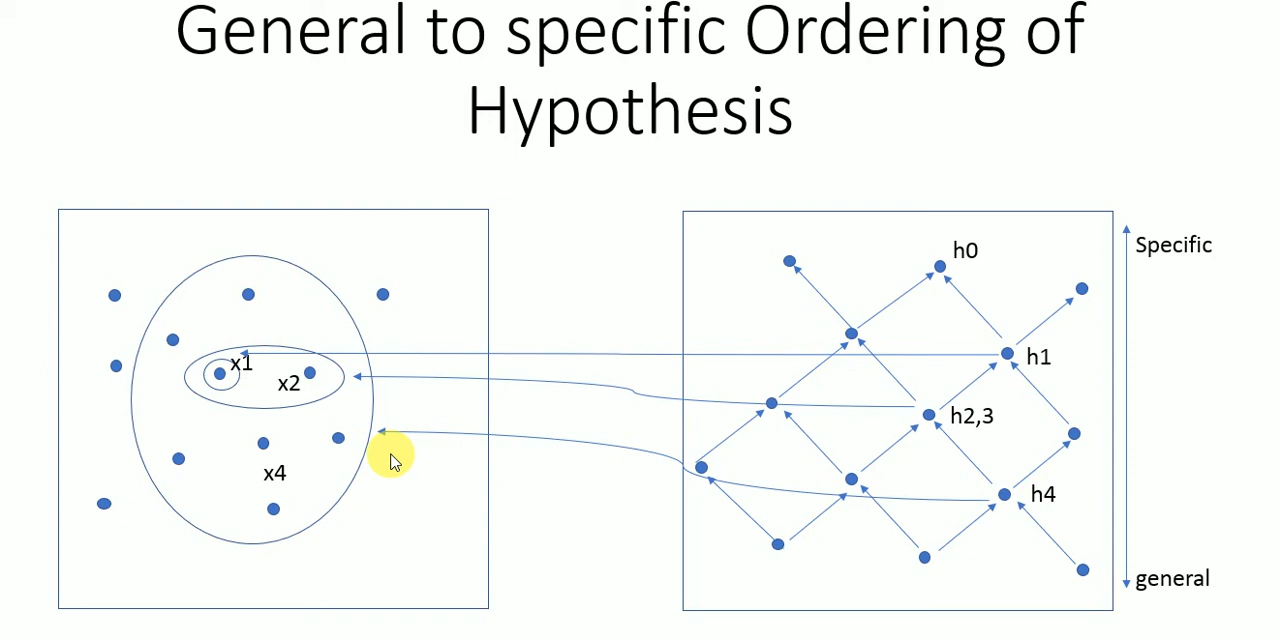 General to specific Ordering of
Hypothesis
x1
x2
x4
h0
h1
h2,3
h4
Specific
general